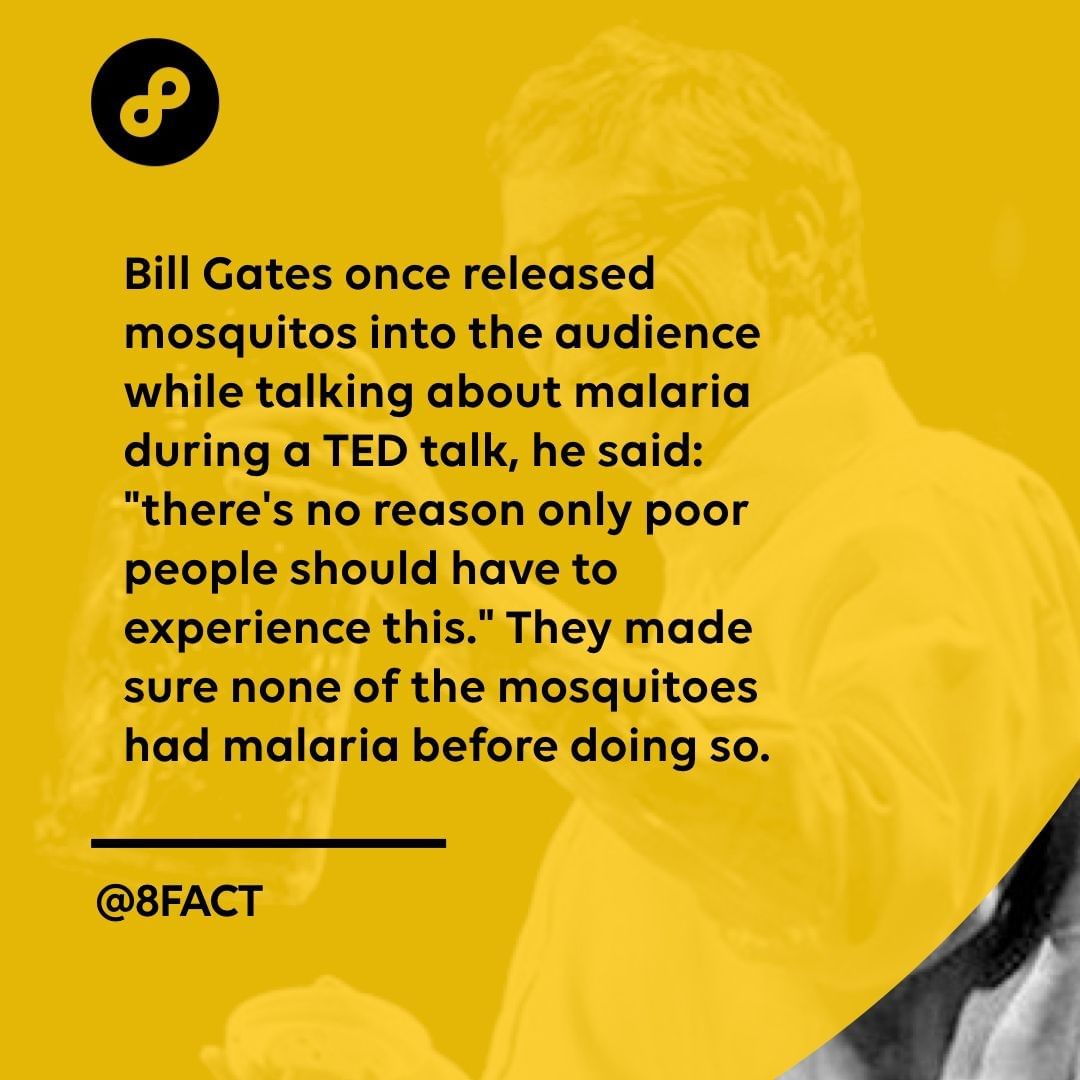 Bill Gates once released
mosquitos into the audience
while talking about malaria
during a TED talk, he said:
"there's no reason only poor
people should have to
experience this." They made
sure none of the mosquitoes
had malaria before doing so.
@8FACT